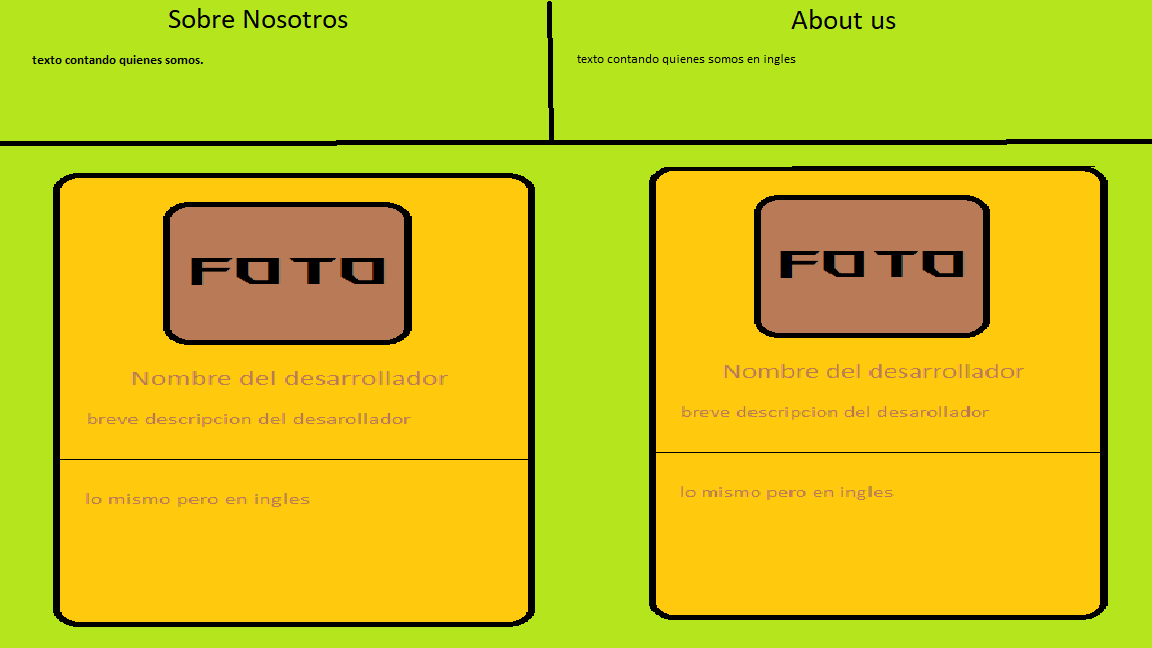 Sobre Nosotros
texto contando quienes somos.
About us
texto contando quienes somos en ingles
FOTO
Nombre del desarrollador
breve descripcion del desarollador
lo mismo pero en ingles
FOTO
Nombre del desarrollador
breve descripcion del desarollador
lo mismo pero en ingles